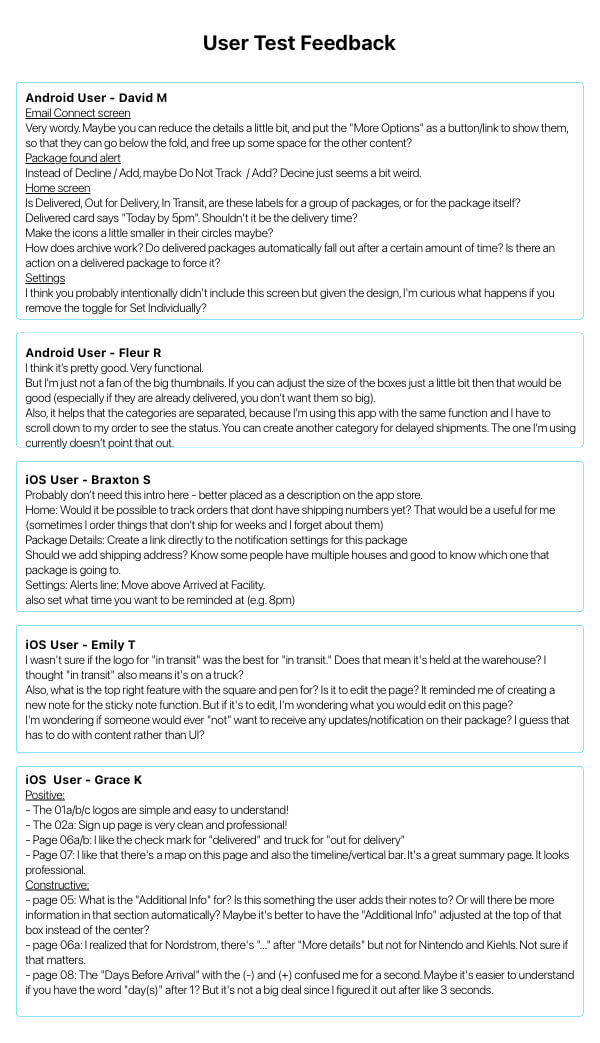 User Test Feedback
Android User - David M
Email Connect screen
Very wordy. Maybe you can reduce the details a little bit, and put the "More Options" as a button/link to show them,
so that they can go below the fold, and free up some space for the other content?
Package found alert
Instead of Decline / Add, maybe Do Not Track  / Add? Decine just seems a bit weird.
Home screen
Is Delivered, Out for Delivery, In Transit, are these labels for a group of packages, or for the package itself?
Delivered card says "Today by 5pm". Shouldn't it be the delivery time?
Make the icons a little smaller in their circles maybe?
How does archive work? Do delivered packages automatically fall out after a certain amount of time? Is there an
action on a delivered package to force it?
Settings
I think you probably intentionally didn't include this screen but given the design, I'm curious what happens if you
remove the toggle for Set Individually?
Android User - Fleur R
I think it's pretty good. Very functional.
But I'm just not a fan of the big thumbnails. If you can adjust the size of the boxes just a little bit then that would be
good (especially if they are already delivered, you don't want them so big).
Also, it helps that the categories are separated, because I'm using this app with the same function and I have to
scroll down to my order to see the status. You can create another category for delayed shipments. The one I'm using
currently doesn't point that out.
iOS User - Braxton S
Probably don't need this intro here - better placed as a description on the app store.
Home: Would it be possible to track orders that dont have shipping numbers yet? That would be a useful for me
(sometimes I order things that don't ship for weeks and I forget about them)
Package Details: Create a link directly to the notification settings for this package
Should we add shipping address? Know some people have multiple houses and good to know which one that
package is going to.
Settings: Alerts line: Move above Arrived at Facility.
also set what time you want to be reminded at (e.g. 8pm)
iOS User - Emily T
I wasn't sure if the logo for "in transit" was the best for "in transit." Does that mean it's held at the warehouse? I
thought "in transit" also means it's on a truck?
Also, what is the top right feature with the square and pen for? Is it to edit the page? It reminded me of creating a
new note for the sticky note function. But if it's to edit, I'm wondering what you would edit on this page?
I'm wondering if someone would ever "not" want to receive any updates/notification on their package? I guess that
has to do with content rather than UI?
iOS  User - Grace K
Positive:
- The 01a/b/c logos are simple and easy to understand!
- The 02a: Sign up page is very clean and professional!
- Page 06a/b: I like the check mark for "delivered" and truck for "out for delivery"
- Page 07: I like that there's a map on this page and also the timeline/vertical bar. It's a great summary page. It looks
professional.
Constructive:
- page 05: What is the "Additional Info" for? Is this something the user adds their notes to? Or will there be more
information in that section automatically? Maybe it's better to have the "Additional Info" adjusted at the top of that
box instead of the center?
- page 06a: I realized that for Nordstrom, there's "..." after "More details" but not for Nintendo and Kiehls. Not sure if
that matters.
- page 08: The "Days Before Arrival" with the (-) and (+) confused me for a second. Maybe it's easier to understand
if you have the word "day(s)" after 1? But it's not a big deal since I figured it out after like 3 seconds.